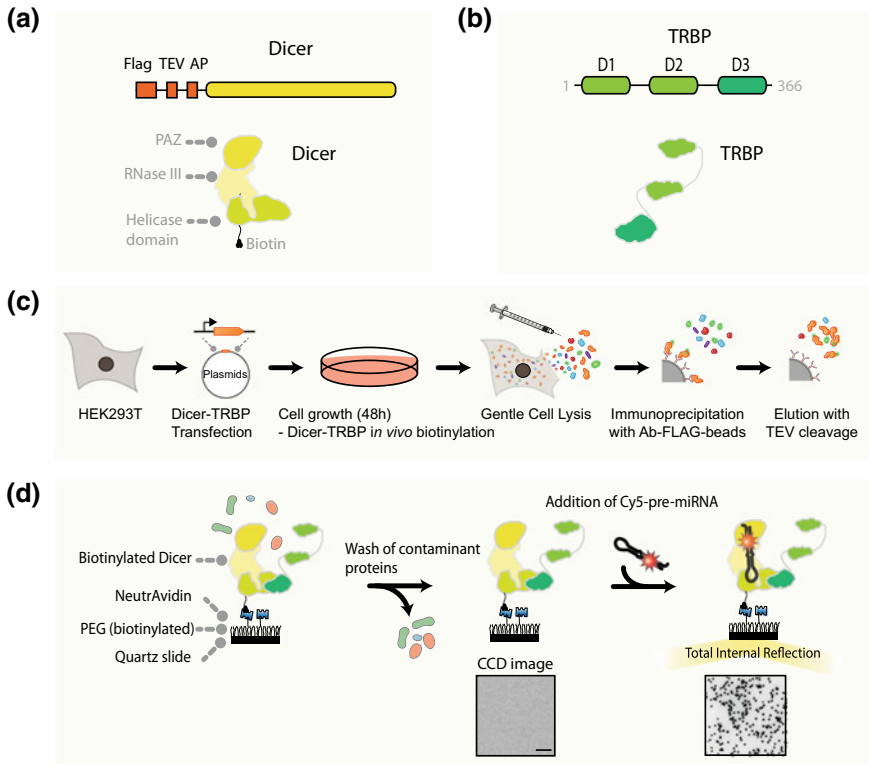 (a)
Dicer
Flag TEV AP
PAZ
RNase III
Dicer
Helicase
domain
Biotin
(b)
TRBP
D1 D2 D3
1 366
TRBP
(c)
Plasmids
HEK293T
Dicer-TRBP
Transfection
Cell growth (48h)
- Dicer-TRBP in vivo biotinylation
Gentle Cell Lysis
Immunoprecipitation
with Ab-FLAG-beads
Elution with
TEV cleavage
(d)
Biotinylated Dicer
NeutrAvidin
PEG (biotinylated)
Quartz slide
Wash of contaminant
proteins
Addition of Cy5-pre-miRNA
CCD image
Total Internal Reflection